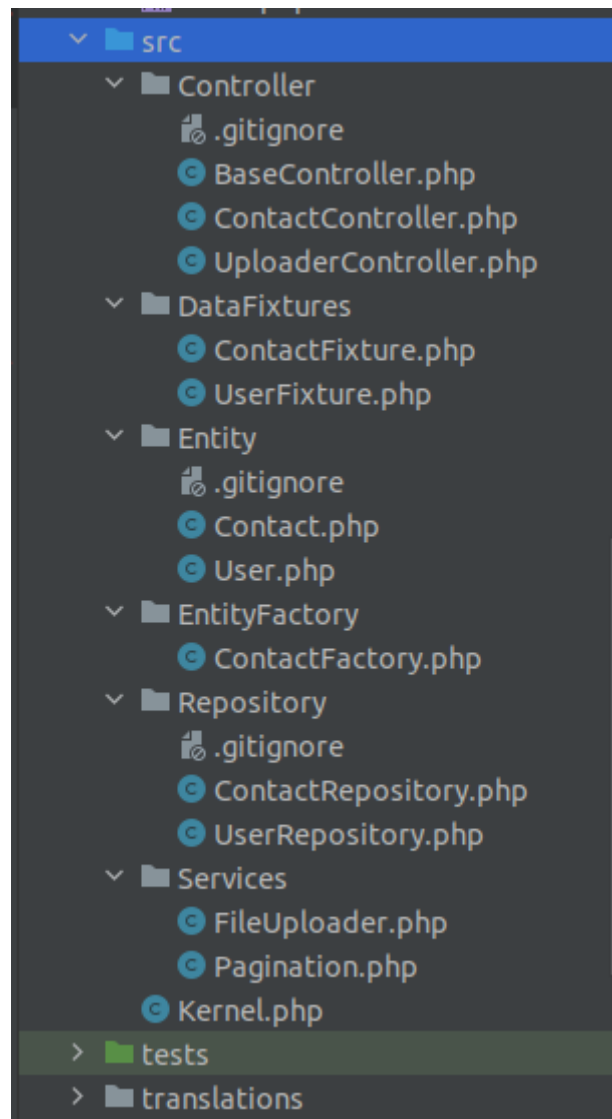 src
Controller
.gitignore
BaseController.php
ContactController.php
UploaderController.php
DataFixtures
ContactFixture.php
UserFixture.php
Entity
.gitignore
Contact.php
User.php
EntityFactory
ContactFactory.php
Repository
.gitignore
ContactRepository.php
UserRepository.php
Services
FileUploader.php
Pagination.php
Kernel.php
tests
translations